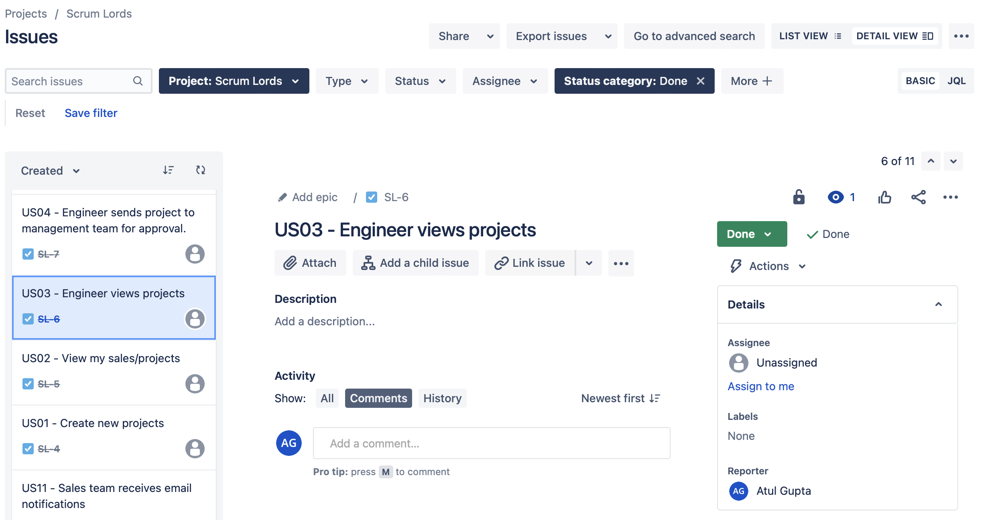 Projects / Scrum Lords
Issues
Share
Export issues
Go to advanced search
LIST VIEW
DETAIL VIEW
Search issues
Project: Scrum Lords
Type
Status
Assignee
Status category: Done
More
BASIC
JQL
Reset
Save filter
Created
US04 - Engineer sends project to
management team for approval.
SL-7
US03 - Engineer views projects
SL-6
US02 - View my sales/projects
SL-5
US01 - Create new projects
SL-4
US11 - Sales team receives email
notifications
6 of 11
Add epic / SL-6
1
US03 - Engineer views projects
Attach
Add a child issue
Link issue
Description
Add a description...
Activity
Show: All Comments History
Newest first
AG
Add a comment...
Pro tip: press M to comment
Done
Done
Actions
Details
Assignee
Unassigned
Assign to me
Labels
None
Reporter
AG Atul Gupta